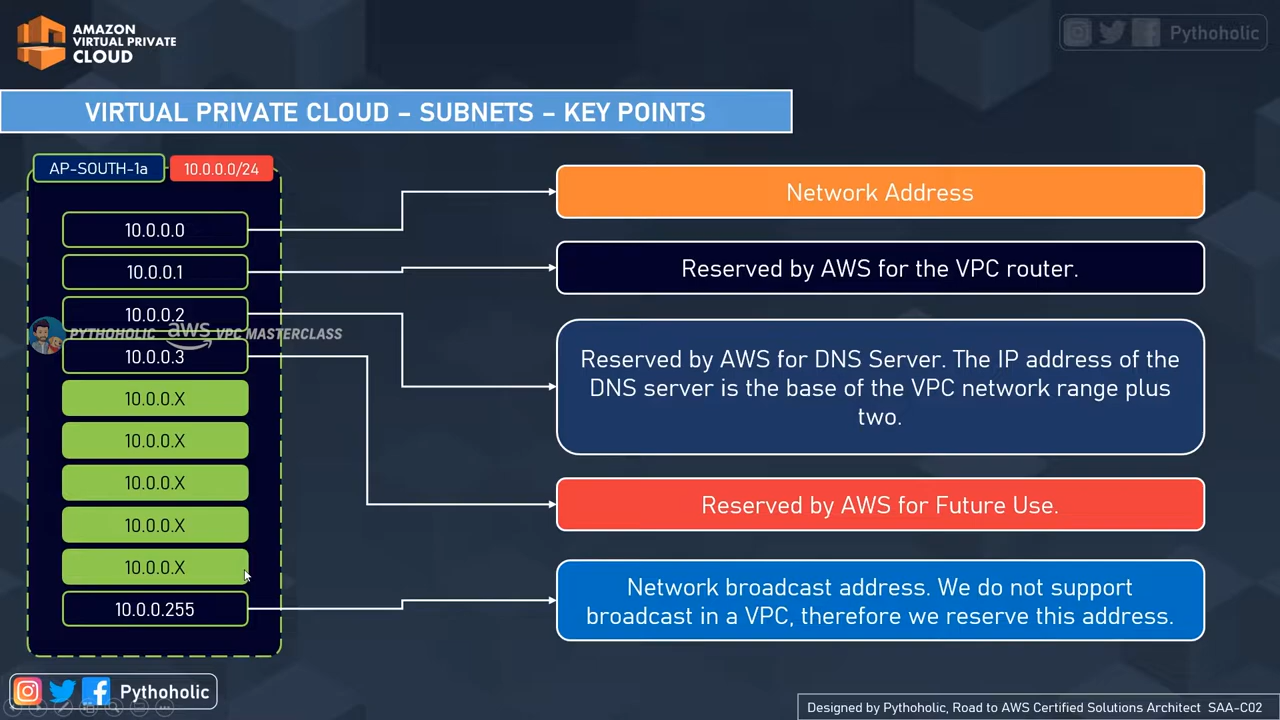 AMAZON
VIRTUAL PRIVATE
CLOUD
Pythoholic
VIRTUAL PRIVATE CLOUD – SUBNETS – KEY POINTS
AP-SOUTH-1a
10.0.0.0/24
10.0.0.0
10.0.0.1
10.0.0.2
PYTHOHOLIC aws VPC MASTERCLASS
10.0.0.3
10.0.0.X
10.0.0.X
10.0.0.X
10.0.0.X
10.0.0.X
10.0.0.255
Network Address
Reserved by AWS for the VPC router.
Reserved by AWS for DNS Server. The IP address of the
DNS server is the base of the VPC network range plus
two.
Reserved by AWS for Future Use.
Network broadcast address. We do not support
broadcast in a VPC, therefore we reserve this address.
Pythoholic
Designed by Pythoholic, Road to AWS Certified Solutions Architect SAA-C02